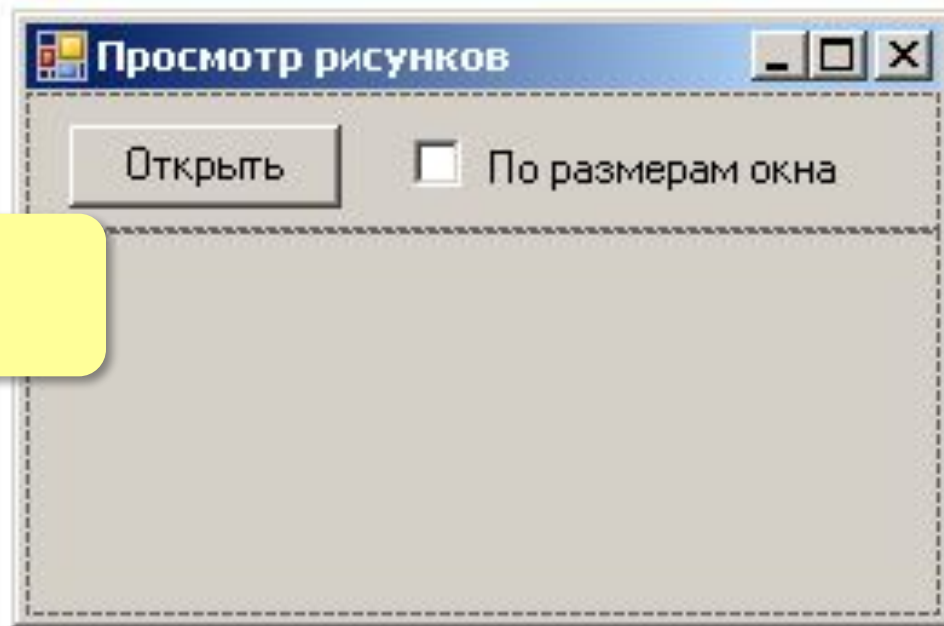 Просмотр рисунков
Открыть
По размерам окна